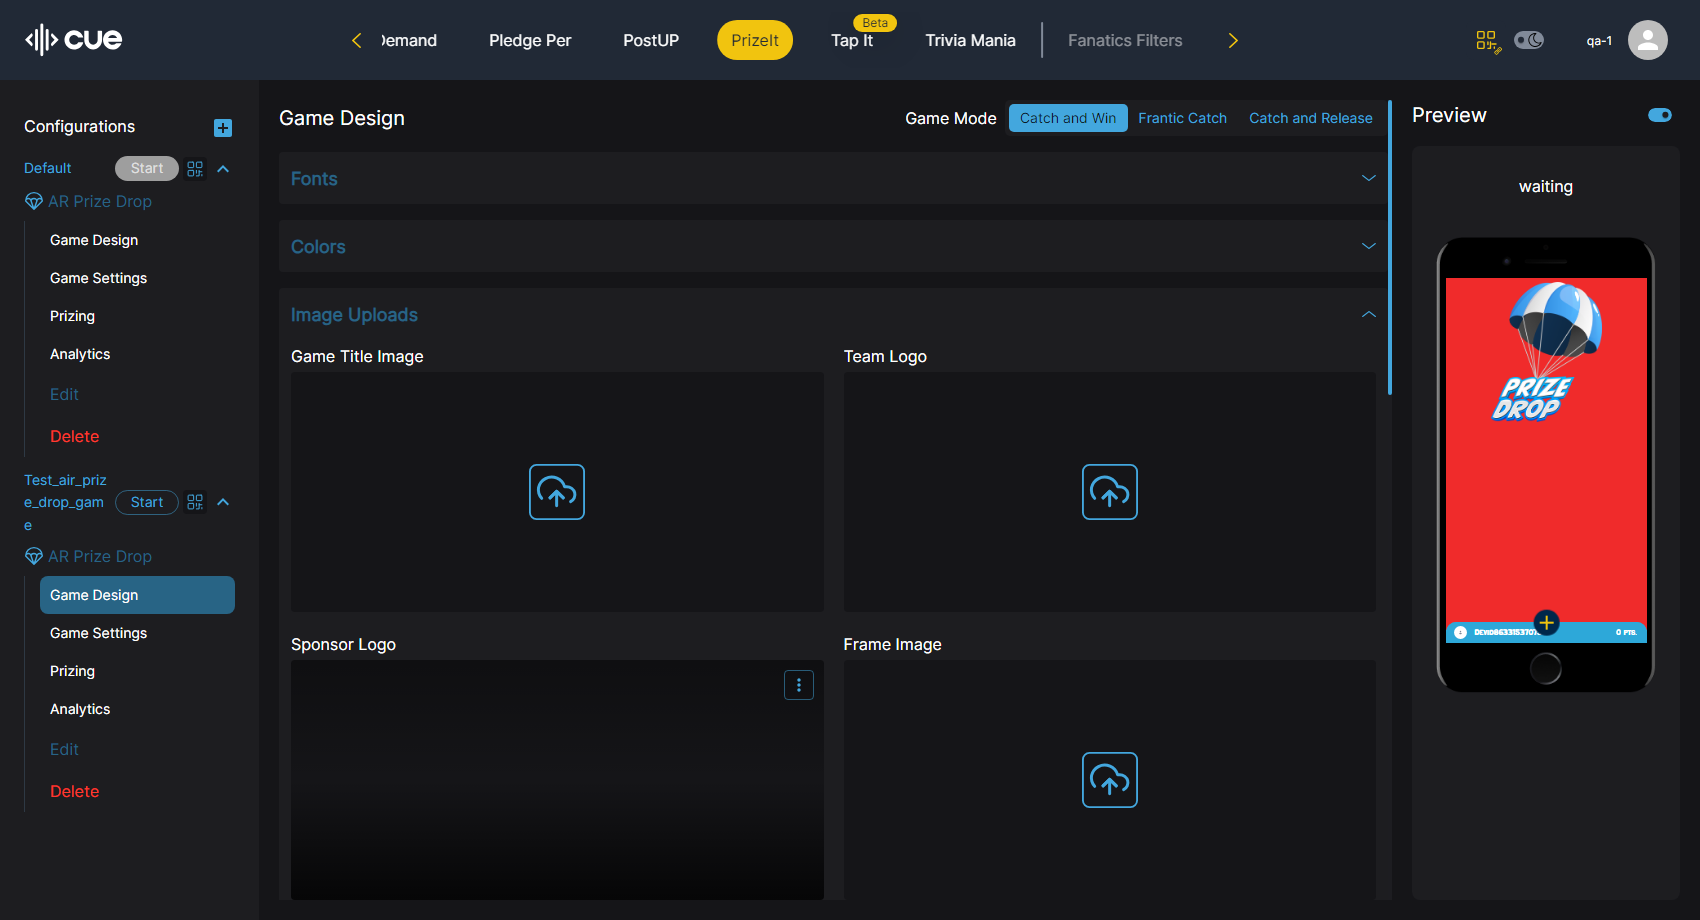 cue
Demand
Pledge Per
PostUP
PrizeIt
Beta
Tap It
Trivia Mania
Fanatics Filters
qa-1
Configurations
Default
Start
AR Prize Drop
Game Design
Game Settings
Prizing
Analytics
Edit
Delete
Test_air_priz
e_drop_gam
e
Start
AR Prize Drop
Game Design
Game Settings
Prizing
Analytics
Edit
Delete
Game Design
Game Mode
Catch and Win
Frantic Catch
Catch and Release
Fonts
Colors
Image Uploads
Game Title Image
Team Logo
Sponsor Logo
Frame Image
Preview
waiting
PRIZE
DROP
0 PTS.